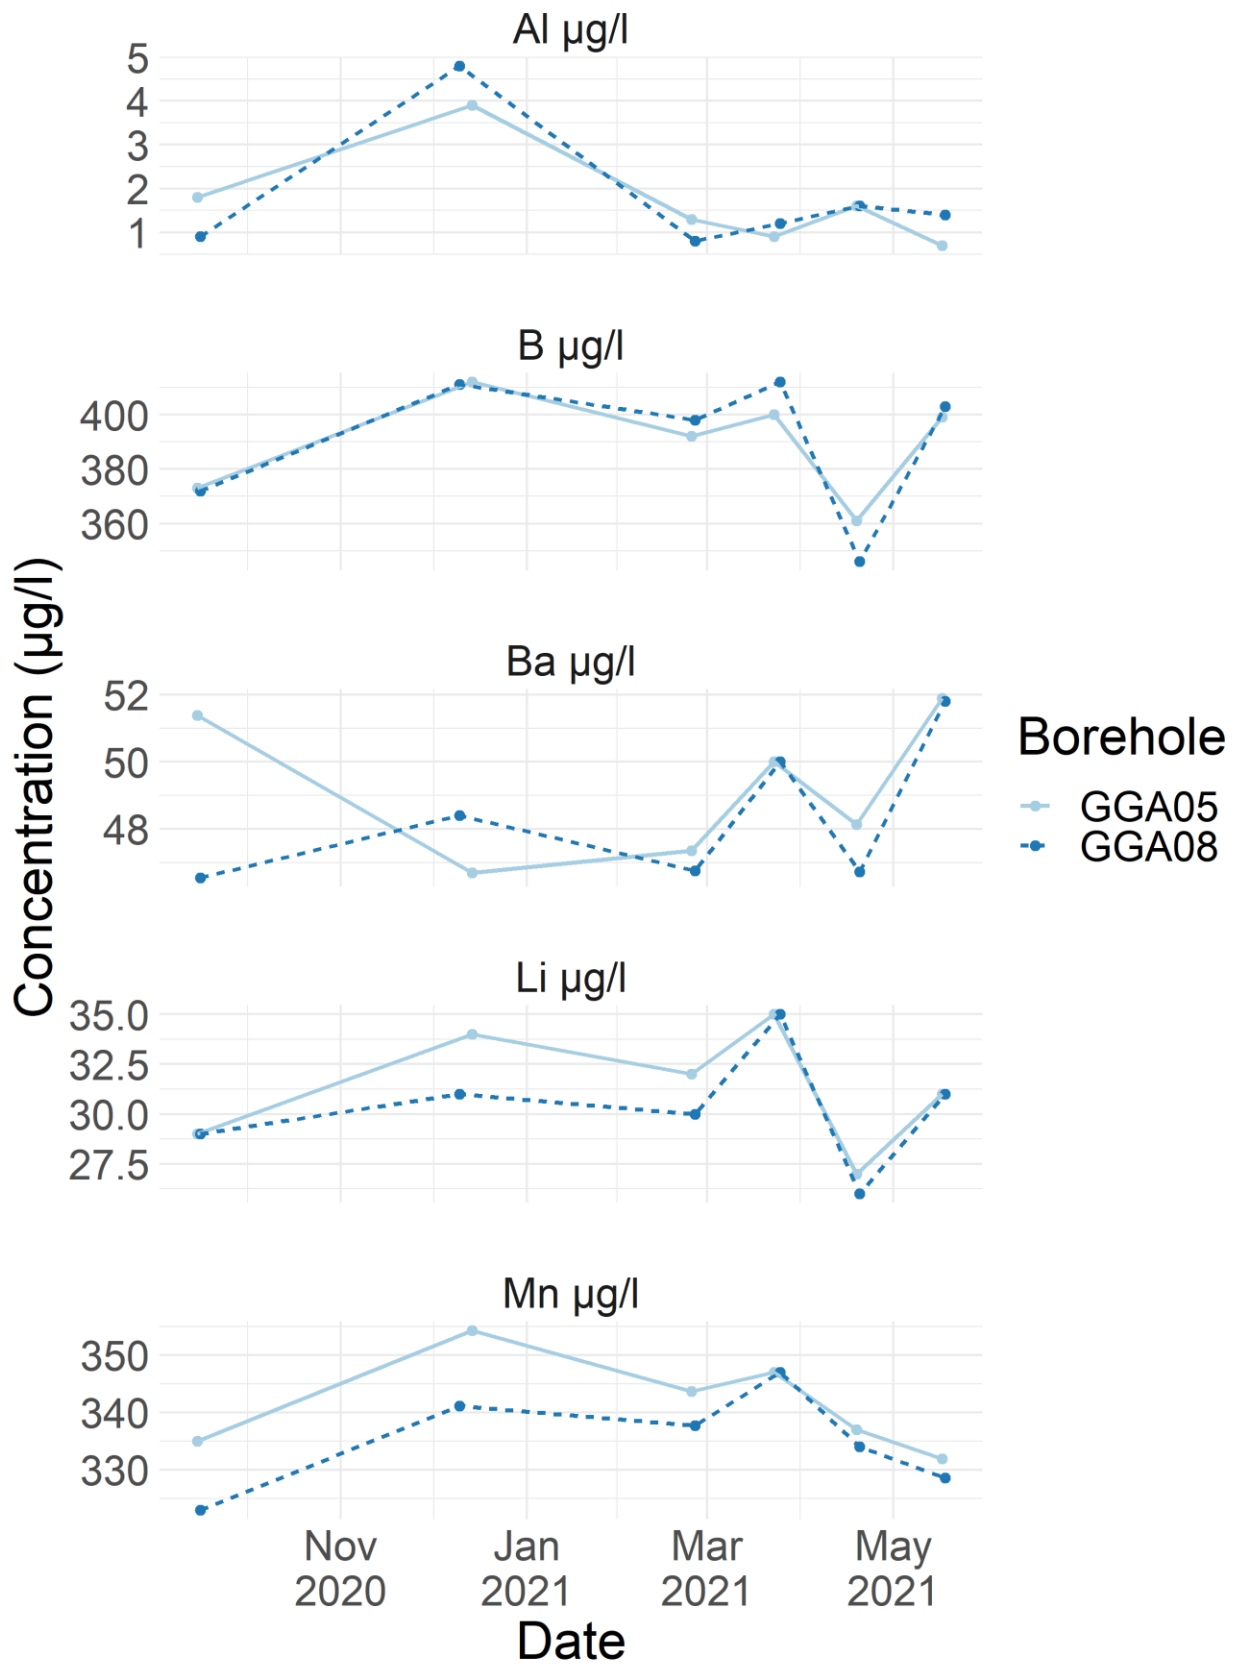 Al µg/l
5
4
3
2
1
B µg/l
400
380
360
Ba µg/l
52
50
48
Li µg/l
35.0
32.5
30.0
27.5
Mn µg/l
350
340
330
Nov
2020
Jan
2021
Mar
2021
May
2021
Date
Concentration (µg/l)
Borehole
GGA05
GGA08